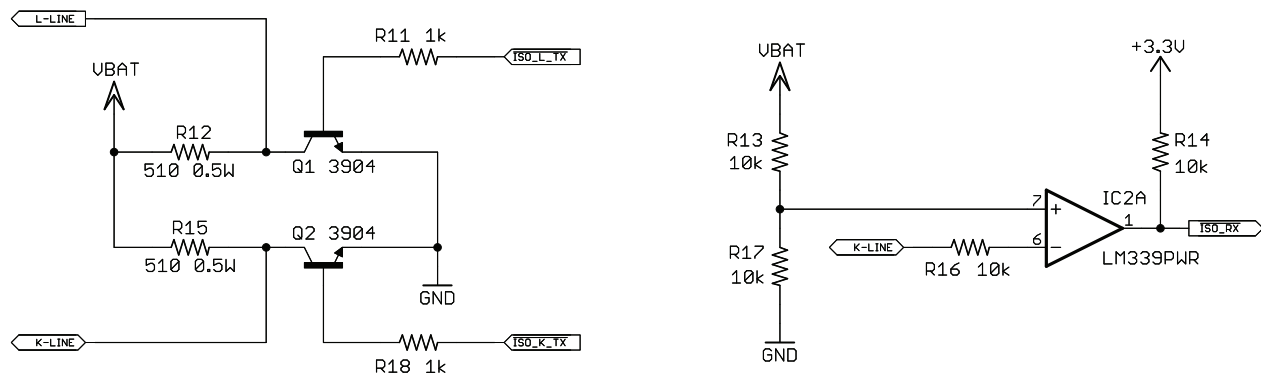 L-LINE
R11 1k
ISO_L_TX
VBAT
R12
510 0.5W
Q1 3904
R15
510 0.5W
Q2 3904
GND
K-LINE
R18 1k
ISO_K_TX
VBAT
+3.3V
R13
10k
R14
10k
7
+
IC2A
1
ISO_RX
6
−
LM339PWR
K-LINE
R16 10k
R17
10k
GND